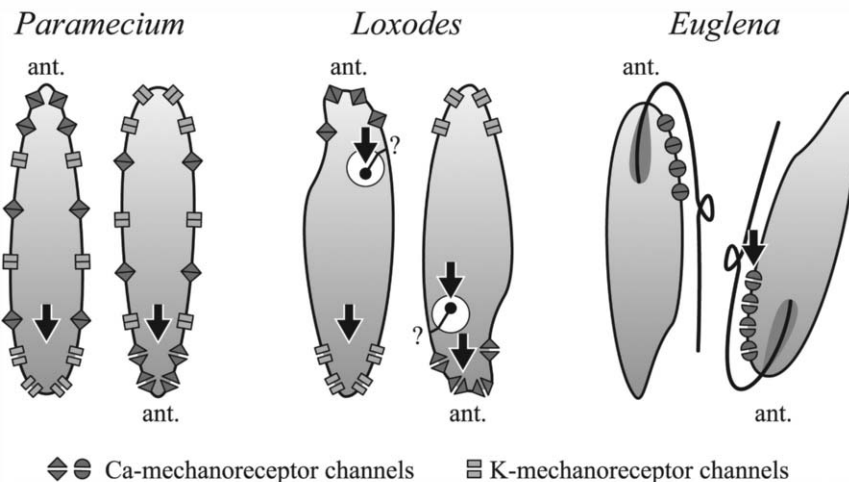 Paramecium
Loxodes
Euglena
ant.
ant.
ant.
?
?
ant.
ant.
ant.
Ca-mechanoreceptor channels
K-mechanoreceptor channels